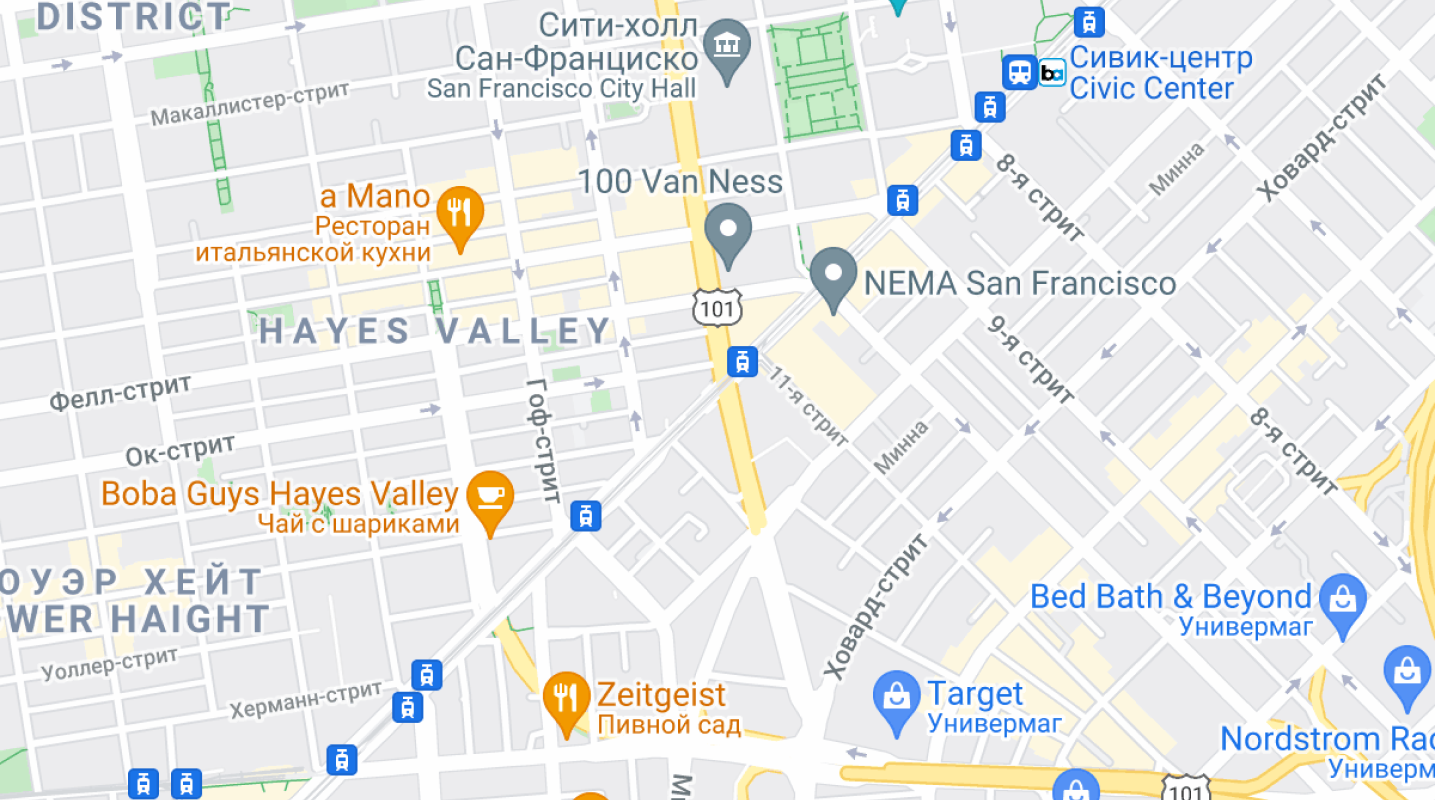 DISTRICT
Сити-холл
Сан-Франциско
San Francisco City Hall
ba
Сивик-центр
Civic Center
Макаллистер-стрит
Ховард-стрит
Минна
8-я стрит
100 Van Ness
a Mano
Ресторан
итальянской кухни
NEMA San Francisco
101
HAYES VALLEY
9-я стрит
Фелл-стрит
11-я стрит
Гоф-стрит
Ок-стрит
Минна
8-я стрит
Boba Guys Hayes Valley
Чай с шариками
Ховард-стрит
ОУЭР ХЕЙТ
WER HAIGHT
Bed Bath & Beyond
Универмаг
Уоллер-стрит
Херманн-стрит
Zeitgeist
Пивной сад
Target
Универмаг
Nordstrom Rac
Универм
101